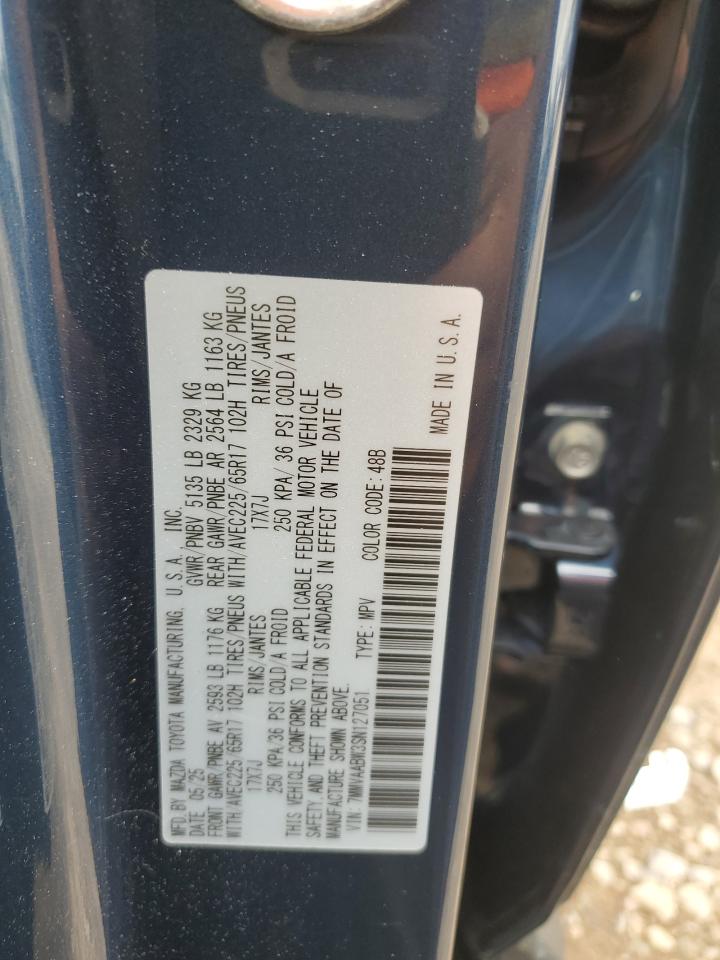 MFD. BY MAZDA TOYOTA MANUFACTURING, U.S.A., INC.
DATE 05/25 GVWR/PNBV 5135 LB 2329 KG
FRONT GAWR/PNBE AV 2593 LB 1176 KG REAR GAWR/PNBE AR 2564 LB 1163 KG
WITH/AVEC225/65R17 102H TIRES/PNEUS WITH/AVEC225/65R17 102H TIRES/PNEUS
17X7J RIMS/JANTES 17X7J RIMS/JANTES
250 KPA/36 PSI COLD/A FROID 250 KPA/ 36 PSI COLD/A FROID
THIS VEHICLE CONFORMS TO ALL APPLICABLE FEDERAL MOTOR VEHICLE
SAFETY AND THEFT PREVENTION STANDARDS IN EFFECT ON THE DATE OF
MANUFACTURE SHOWN ABOVE.
VIN: 7MMVAABW3SN127051 TYPE: MPV COLOR CODE: 48B
MADE IN U.S.A.